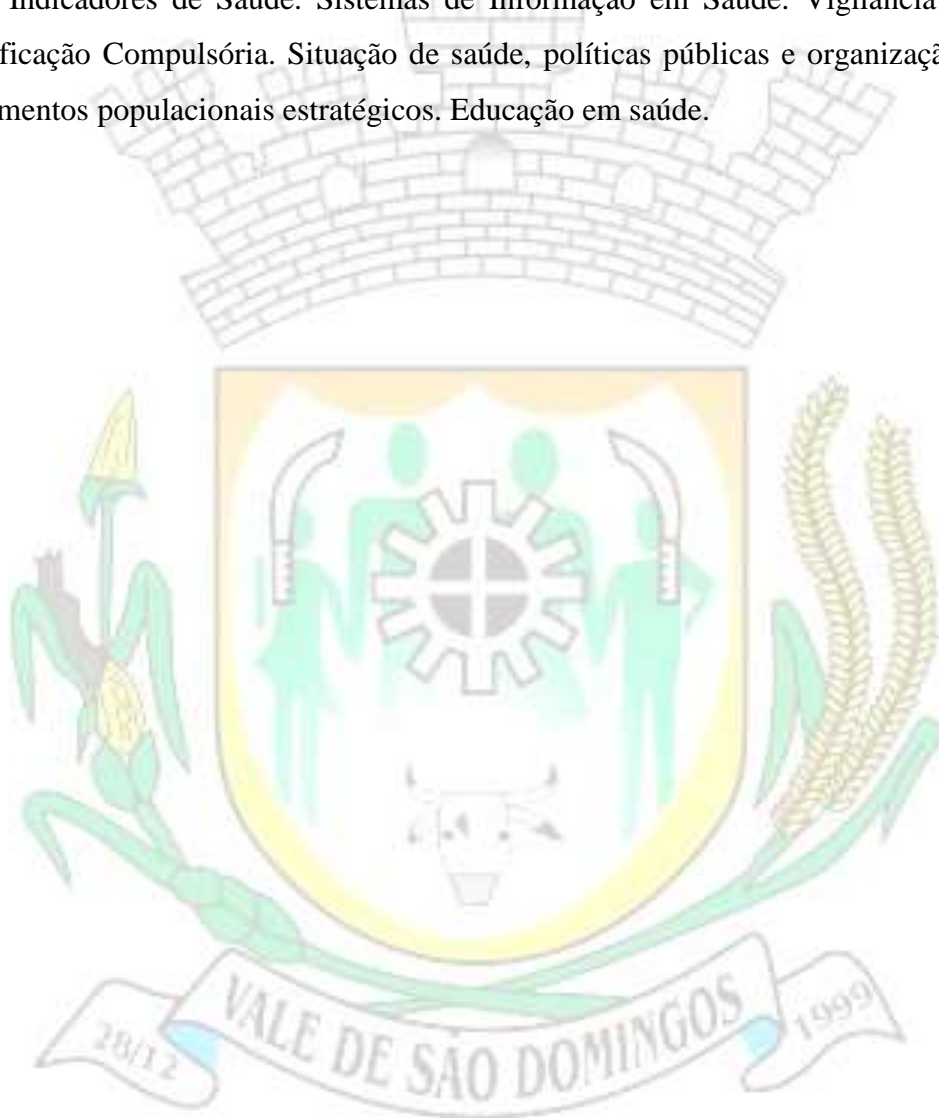 Indicadores de Saúde. Sistemas de Informação em Saúde. Vigilância
ficação Compulsória. Situação de saúde, políticas públicas e organizaçã
mentos populacionais estratégicos. Educação em saúde.
28/12 VALE DE SÃO DOMINGOS 1999